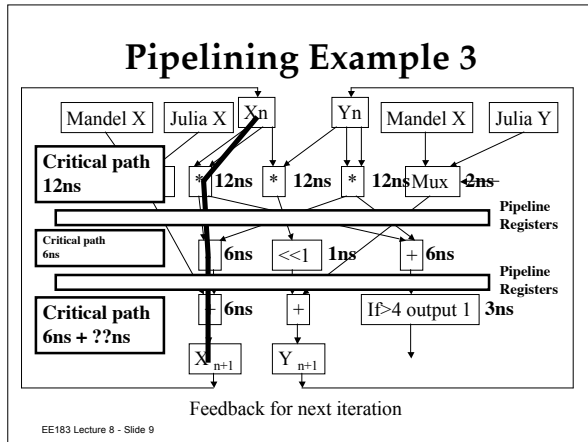 Pipelining Example 3
Mandel X
Julia X
Xn
Yn
Mandel X
Julia Y
Critical path
12ns
*
12ns
*
12ns
*
12ns
Mux
2ns
Pipeline
Registers
Critical path
6ns
6ns
<<1
1ns
+
6ns
Pipeline
Registers
Critical path
6ns + ??ns
+
6ns
+
If>4 output 1
3ns
X n+1
Y n+1
Feedback for next iteration
EE183 Lecture 8 - Slide 9